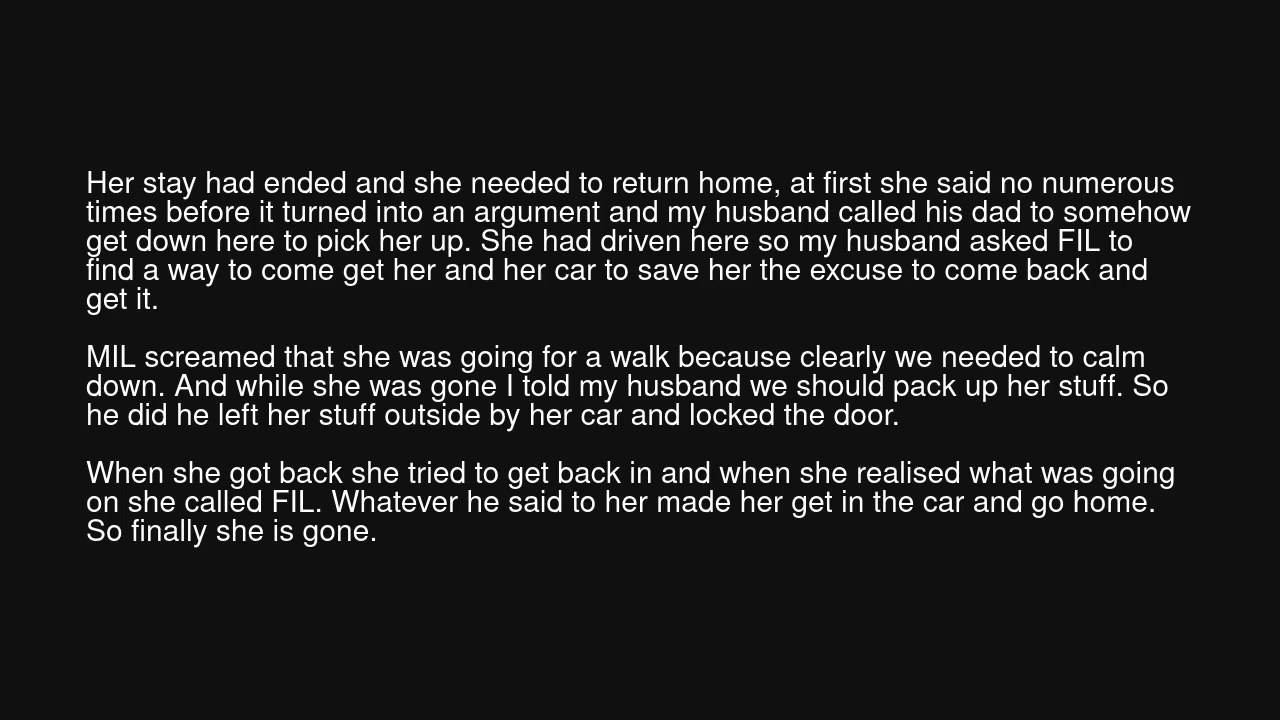 Her stay had ended and she needed to return home, at first she said no numerous
times before it turned into an argument and my husband called his dad to somehow
get down here to pick her up. She had driven here so my husband asked FIL to
find a way to come get her and her car to save her the excuse to come back and
get it.
MIL screamed that she was going for a walk because clearly we needed to calm
down. And while she was gone I told my husband we should pack up her stuff. So
he did he left her stuff outside by her car and locked the door.
When she got back she tried to get back in and when she realised what was going
on she called FIL. Whatever he said to her made her get in the car and go home.
So finally she is gone.